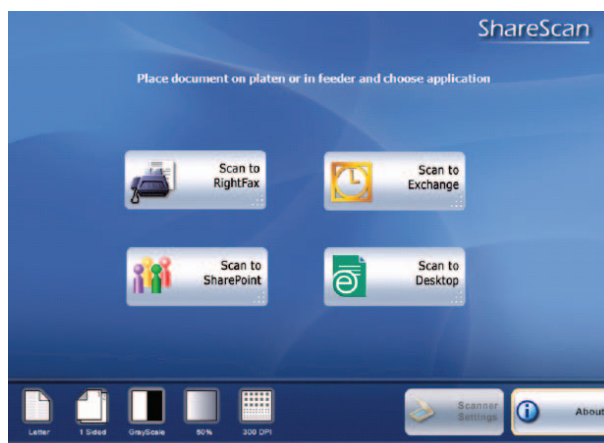 ShareScan
Place document on platen or in feeder and choose application
Scan to
RightFax
Scan to
Exchange
Scan to
SharePoint
Scan to
Desktop
Letter
1 Sided
GrayScale
50%
300 DPI
Scanner
Settings
About